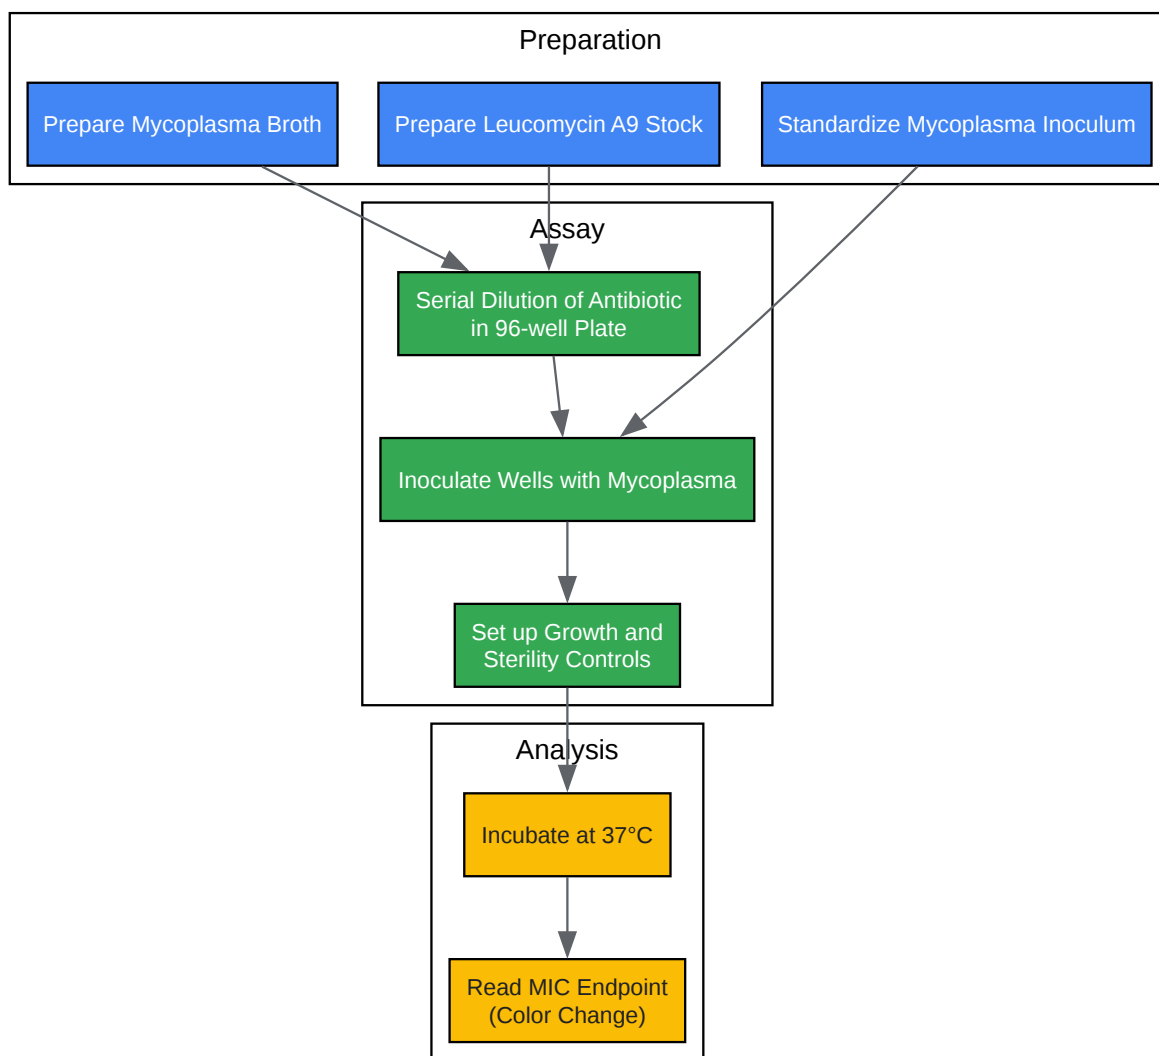 Preparation
Prepare Mycoplasma Broth
Prepare Leucomycin A9 Stock
Standardize Mycoplasma Inoculum
Assay
Serial Dilution of Antibiotic
in 96-well Plate
Inoculate Wells with Mycoplasma
Set up Growth and
Sterility Controls
Analysis
Incubate at 37°C
Read MIC Endpoint
(Color Change)